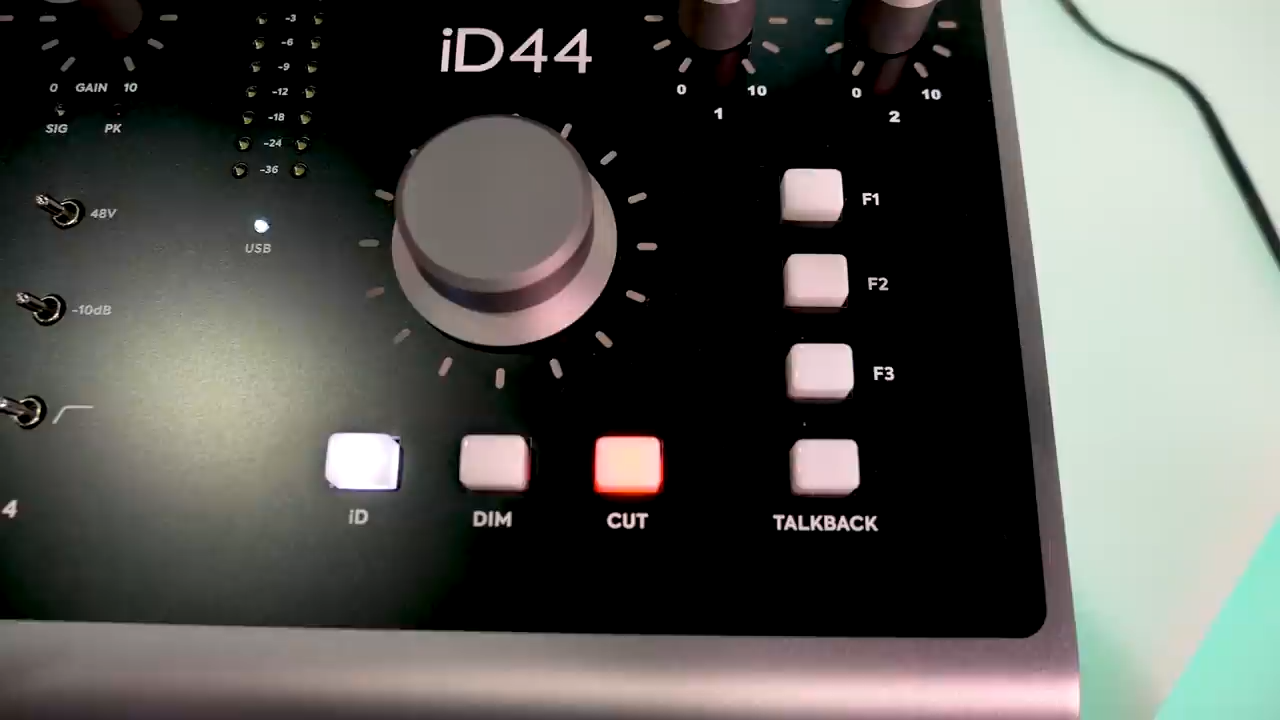 iD44
-3
-6
-9
-12
-18
-24
-36
0 GAIN 10
SIG PK
48V
USB
-10dB
4
0 10
1
0 10
2
F1
F2
F3
iD
DIM
CUT
TALKBACK